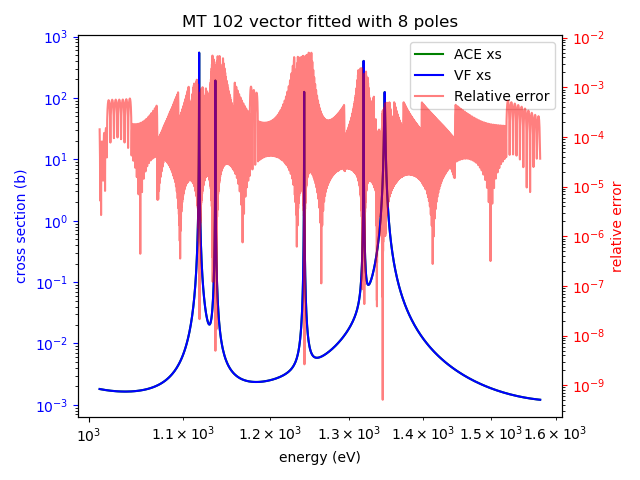 MT 102 vector fitted with 8 poles
ACE xs
VF xs
Relative error
cross section (b)
10³
10²
10¹
10⁰
10⁻¹
10⁻²
10⁻³
10⁻²
10⁻³
10⁻⁴
10⁻⁵
10⁻⁶
10⁻⁷
10⁻⁸
10⁻⁹
relative error
10³ 1.1 × 10³ 1.2 × 10³ 1.3 × 10³ 1.4 × 10³ 1.5 × 10³ 1.6 × 10³
energy (eV)